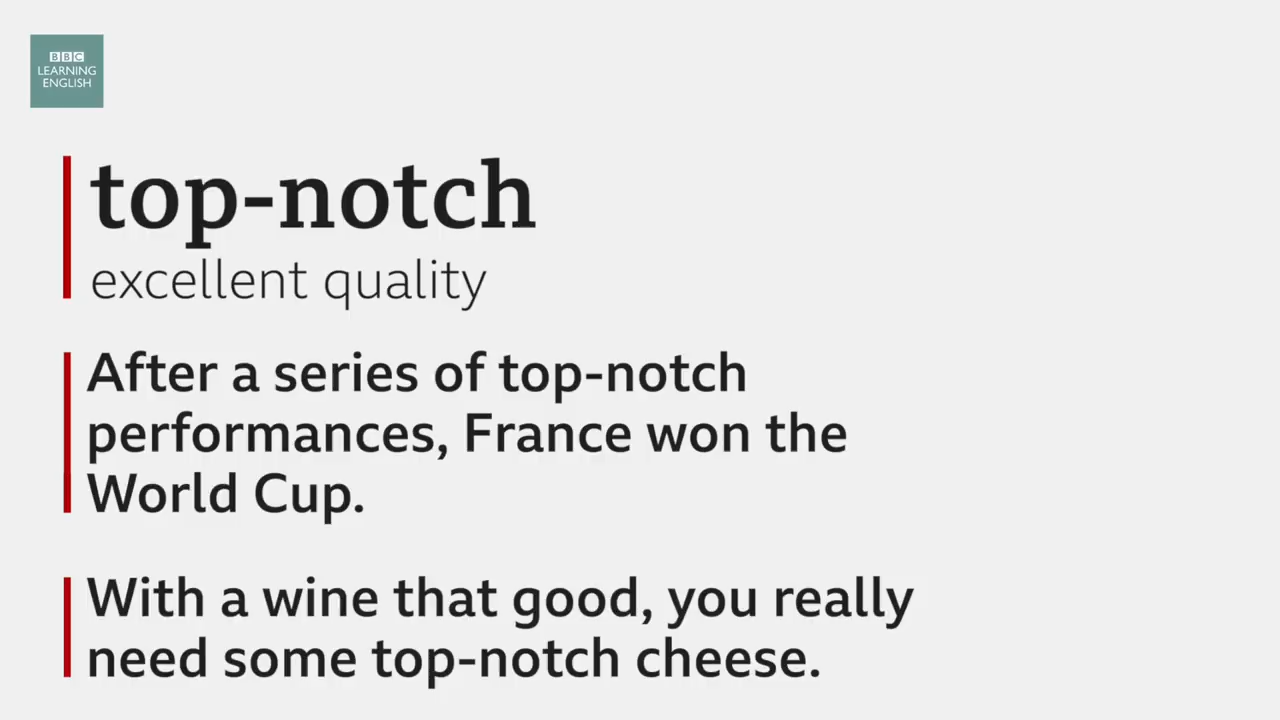 BBC
LEARNING
ENGLISH
top-notch
excellent quality
After a series of top-notch
performances, France won the
World Cup.
With a wine that good, you really
need some top-notch cheese.